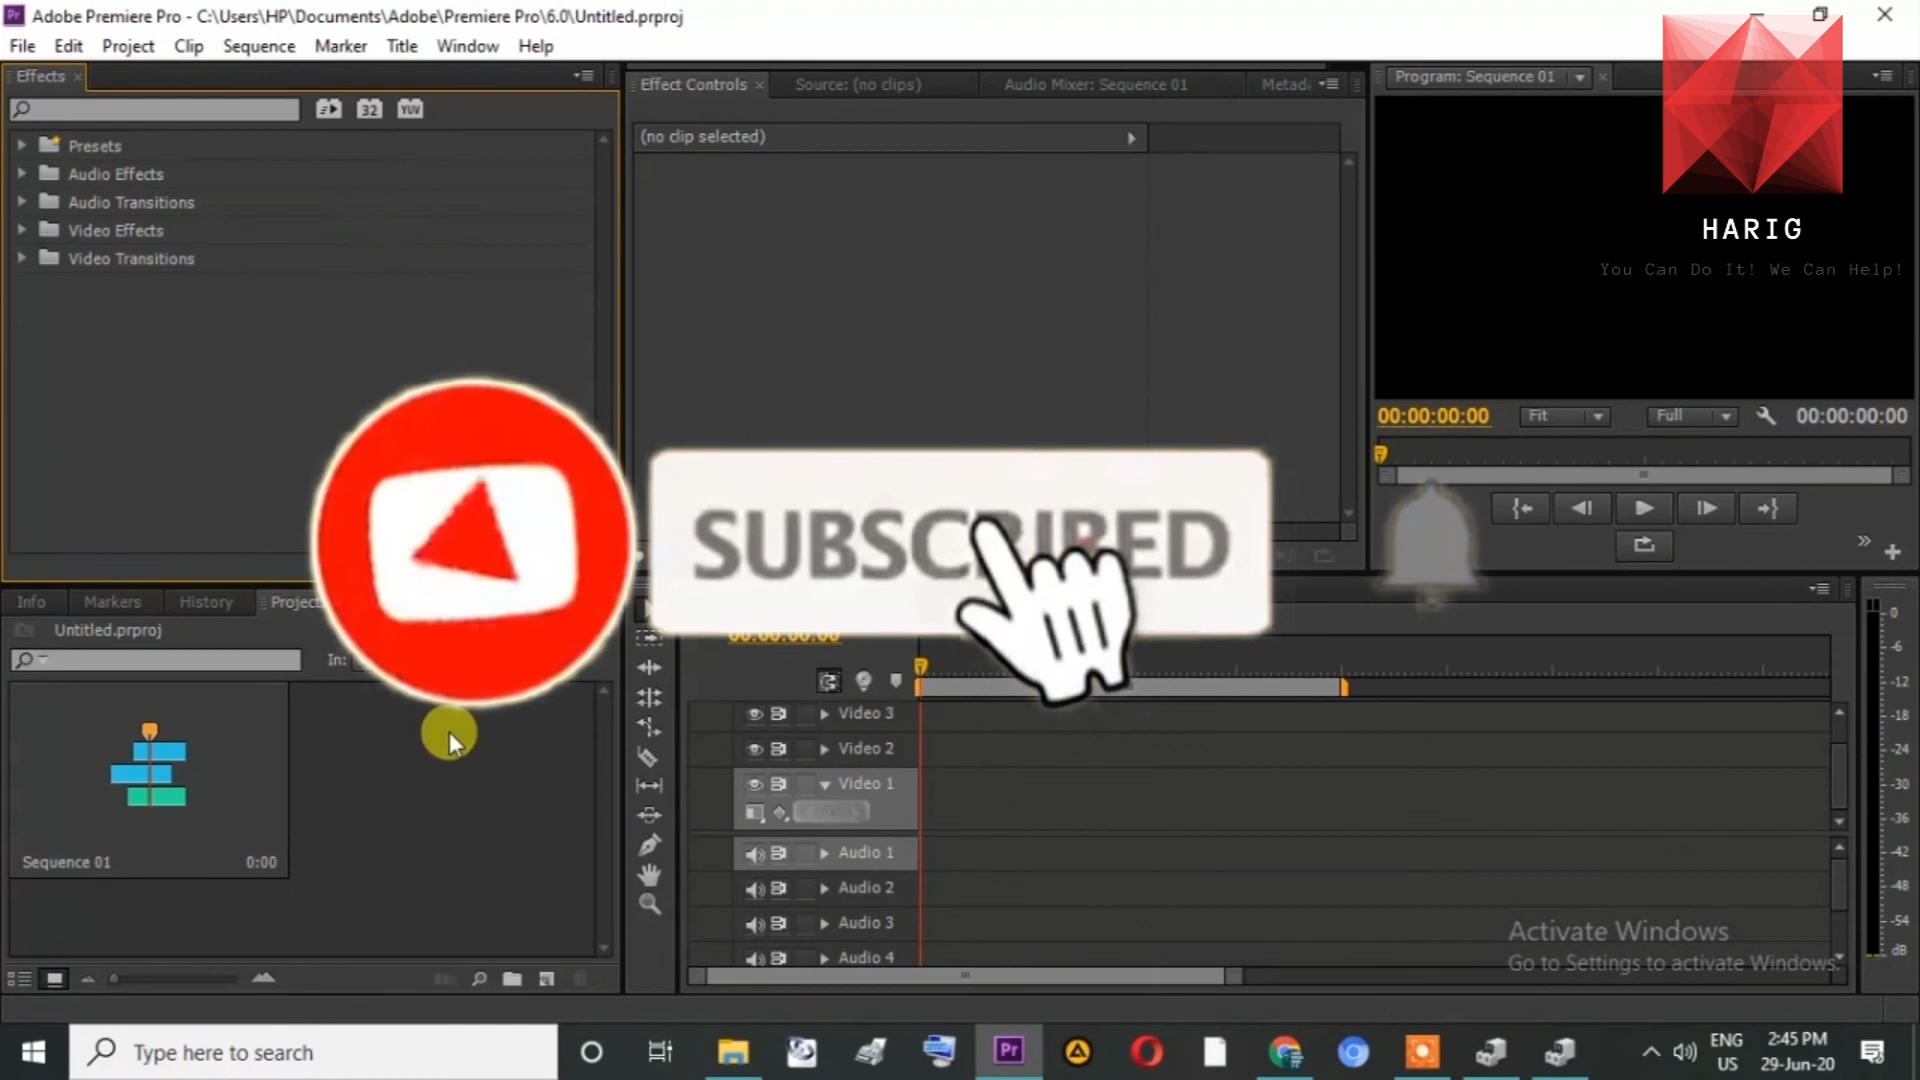 Adobe Premiere Pro - C:\Users\HP\Documents\Adobe\Premiere Pro\6.0\Untitled.prproj
File Edit Project Clip Sequence Marker Title Window Help
Effects
Effect Controls Source: (no clips) Audio Mixer: Sequence 01 Metad
Program: Sequence 01
32 YUV
(no clip selected)
Presets
Audio Effects
Audio Transitions
Video Effects
Video Transitions
HARIG
You Can Do It! We Can Help!
00:00:00:00 Fit Full 00:00:00:00
SUBSCRIBED
Info Markers History Project
Untitled.prproj
In:
00:00:00:00
Video 3
Video 2
Video 1
Audio 1
Audio 2
Audio 3
Audio 4
Sequence 01 0:00
0
-6
-12
-18
-24
-30
-36
-42
-48
-54
dB
Activate Windows
Go to Settings to activate Windows.
Type here to search
Pr
ENG
US
2:45 PM
29-Jun-20